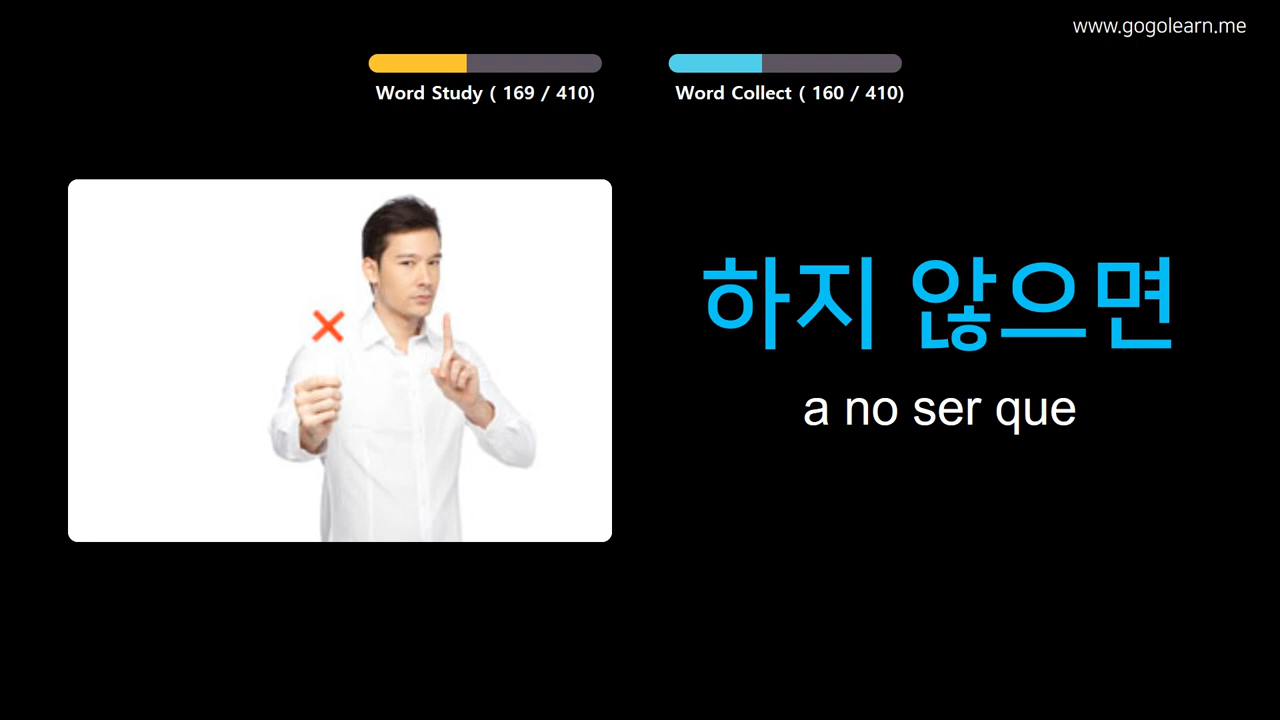 www.gogolearn.me
Word Study ( 169 / 410)
Word Collect ( 160 / 410)
하지 않으면
a no ser que